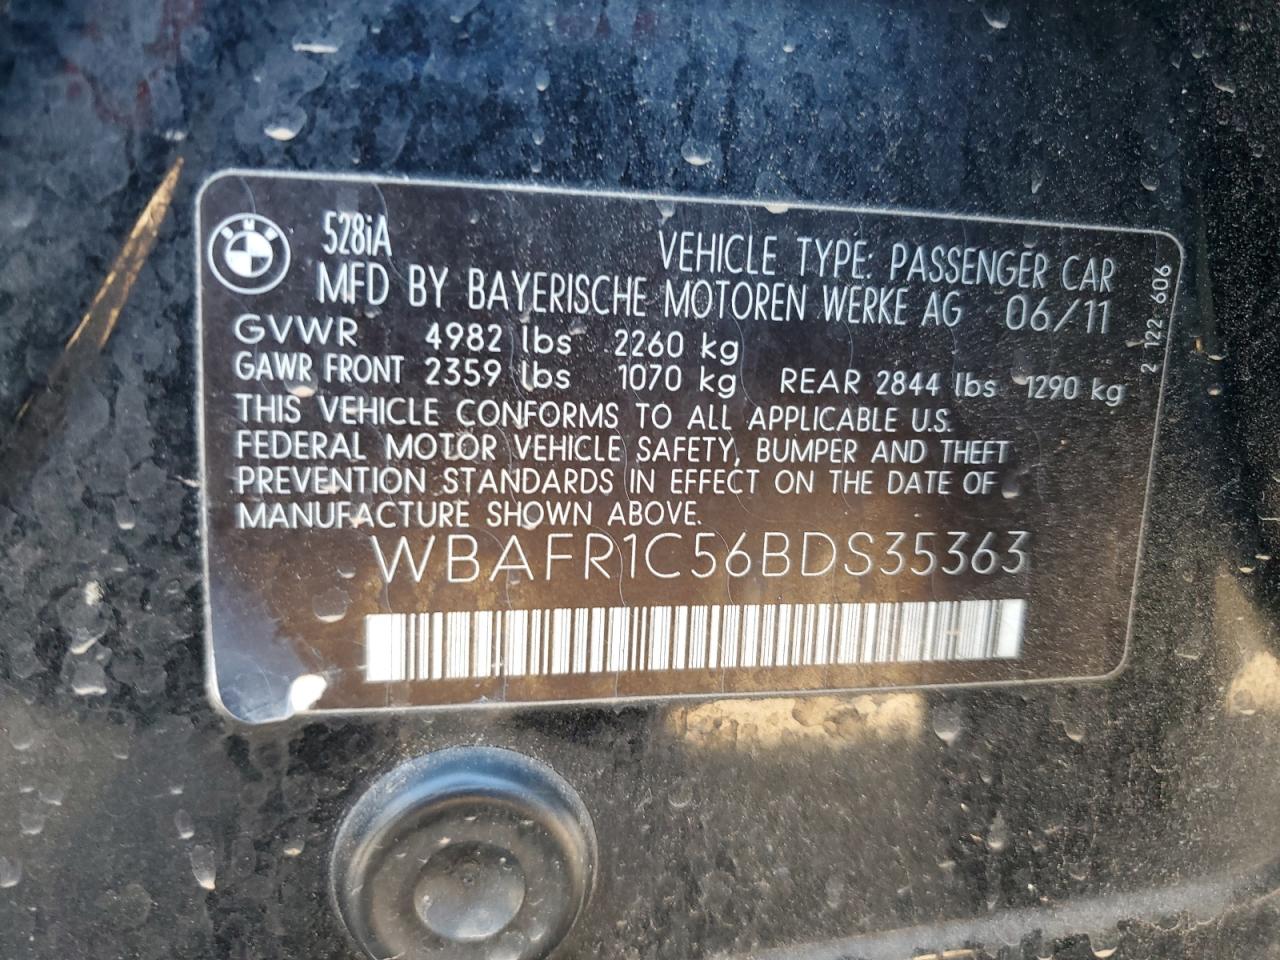 BMW
528iA
VEHICLE TYPE: PASSENGER CAR
MFD BY BAYERISCHE MOTOREN WERKE AG 06/11
GVWR 4982 lbs 2260 kg
GAWR FRONT 2359 lbs 1070 kg REAR 2844 lbs 1290 kg
THIS VEHICLE CONFORMS TO ALL APPLICABLE U.S.
FEDERAL MOTOR VEHICLE SAFETY, BUMPER AND THEFT
PREVENTION STANDARDS IN EFFECT ON THE DATE OF
MANUFACTURE SHOWN ABOVE.
WBAFR1C56BDS35363
2 122 606